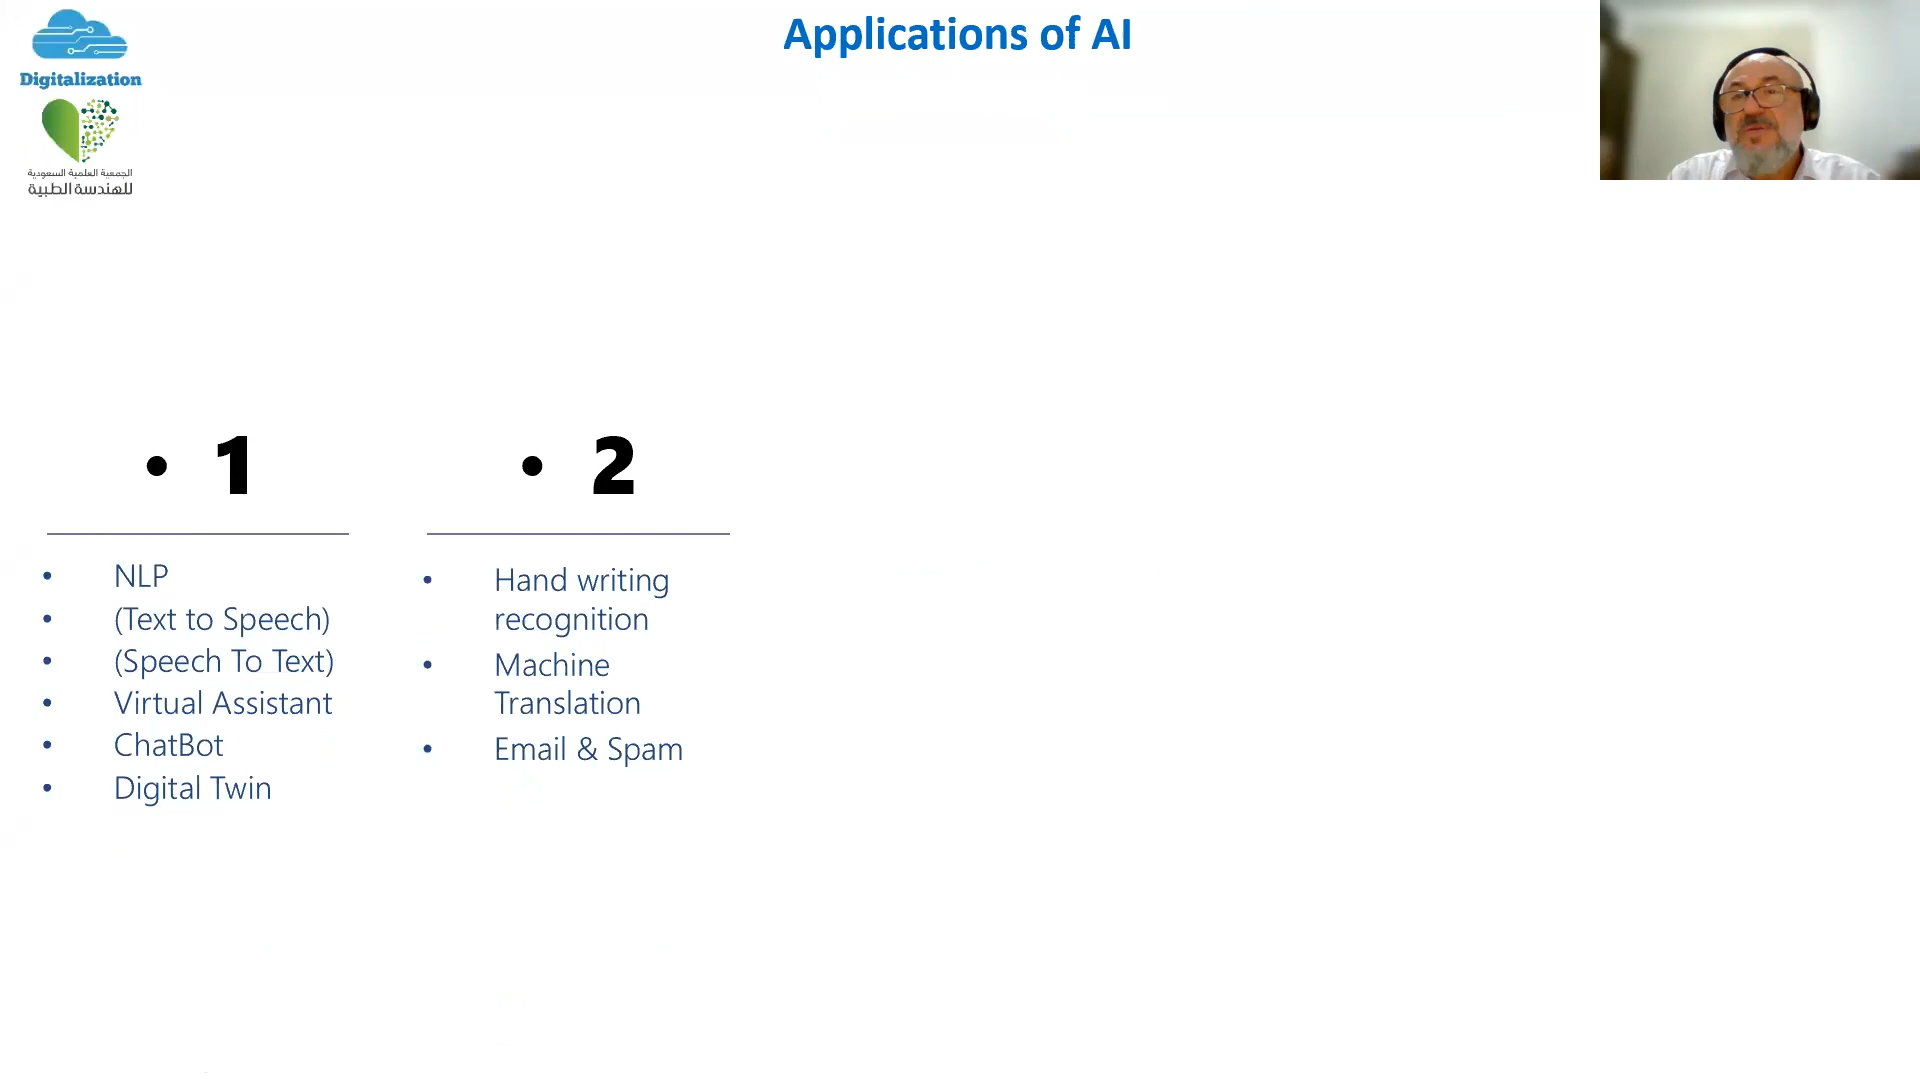 Applications of AI
Digitalization
الجمعية العلمية السعودية
للهندسة الطبية
• 1
• NLP
• (Text to Speech)
• (Speech To Text)
• Virtual Assistant
• ChatBot
• Digital Twin
• 2
• Hand writing
recognition
• Machine
Translation
• Email & Spam